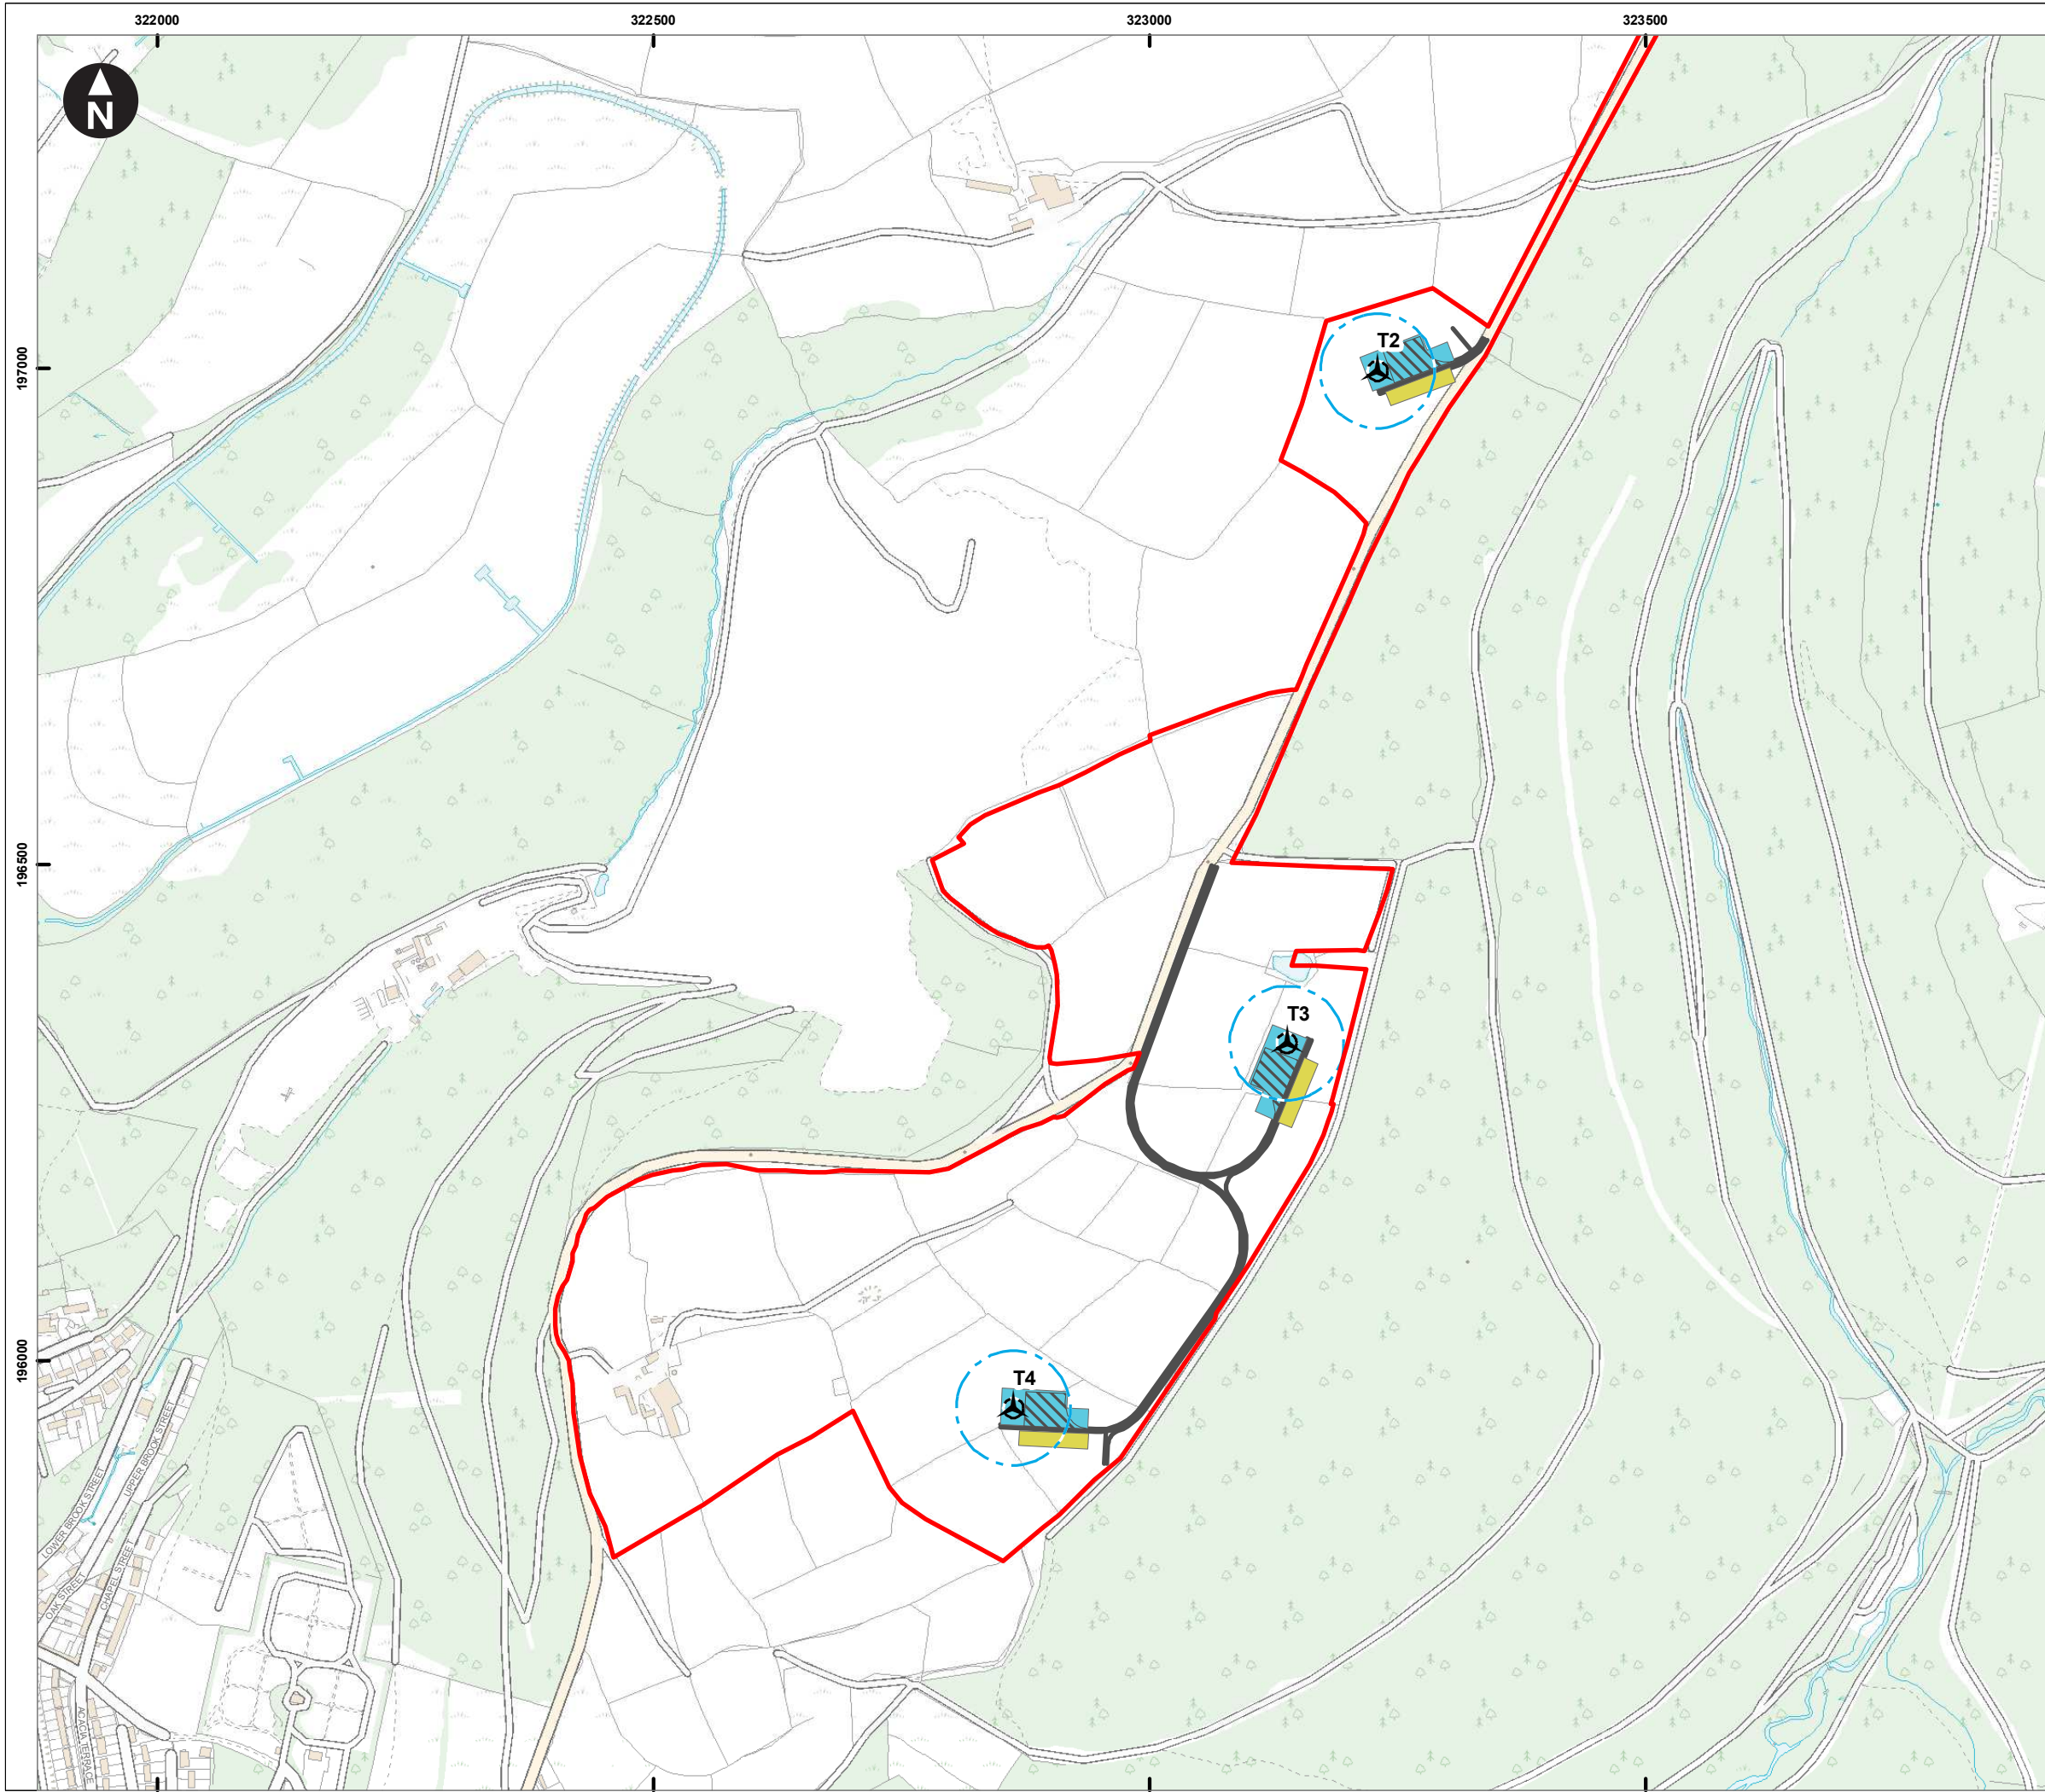 322000
322500
323000
323500
N
197000
T2
196500
T3
196000
T4
LOWER BROOK STREET
UPPER BROOK STREET
OAK STREET
CHAPEL STREET
ACACIA TERRACE